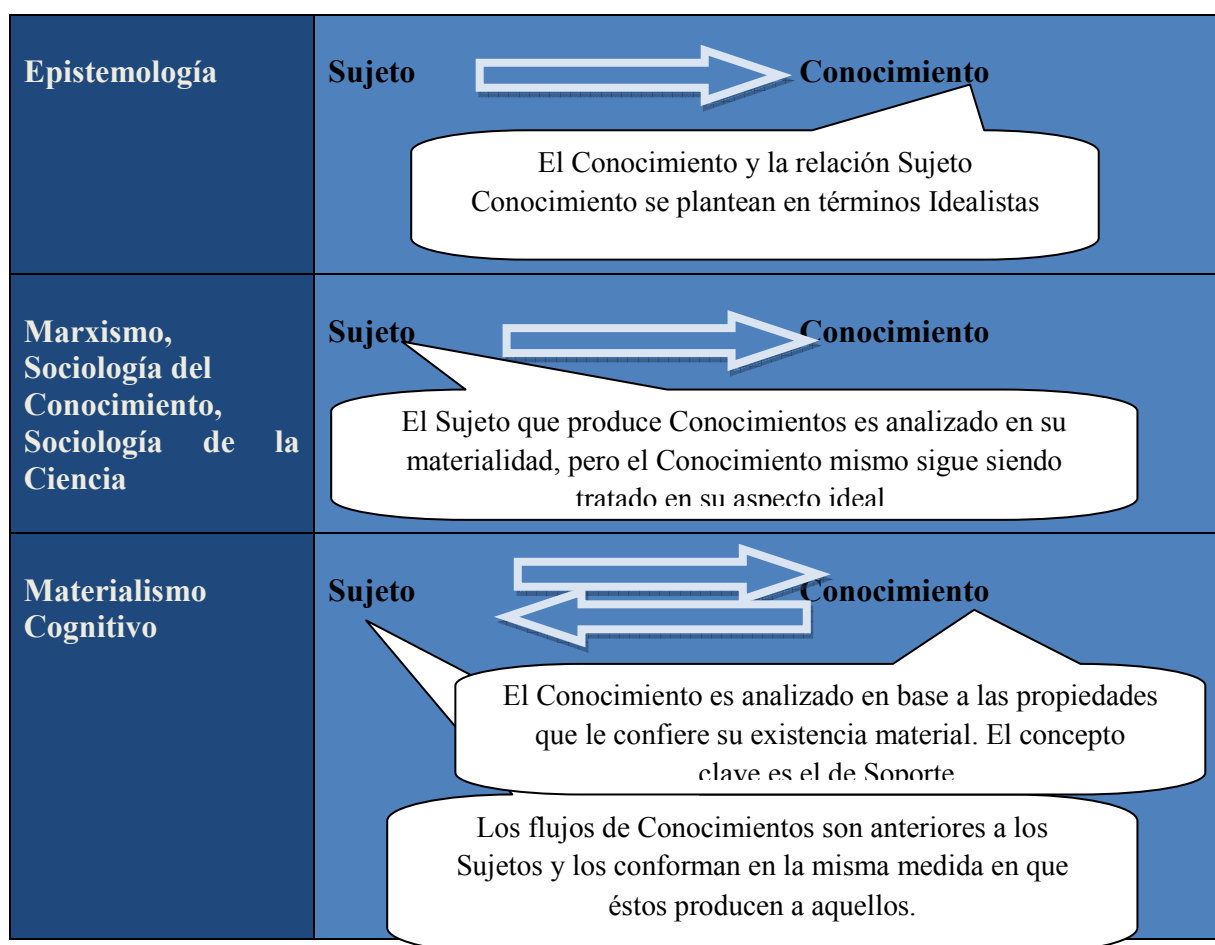 Epistemología
Sujeto Conocimiento
El Conocimiento y la relación Sujeto
Conocimiento se plantean en términos Idealistas
Marxismo,
Sociología del
Conocimiento,
Sociología de la
Ciencia
Sujeto Conocimiento
El Sujeto que produce Conocimientos es analizado en su
materialidad, pero el Conocimiento mismo sigue siendo
tratado en su aspecto ideal
Materialismo
Cognitivo
Sujeto Conocimiento
El Conocimiento es analizado en base a las propiedades
que le confiere su existencia material. El concepto
clave es el de Soporte
Los flujos de Conocimientos son anteriores a los
Sujetos y los conforman en la misma medida en que
éstos producen a aquellos.